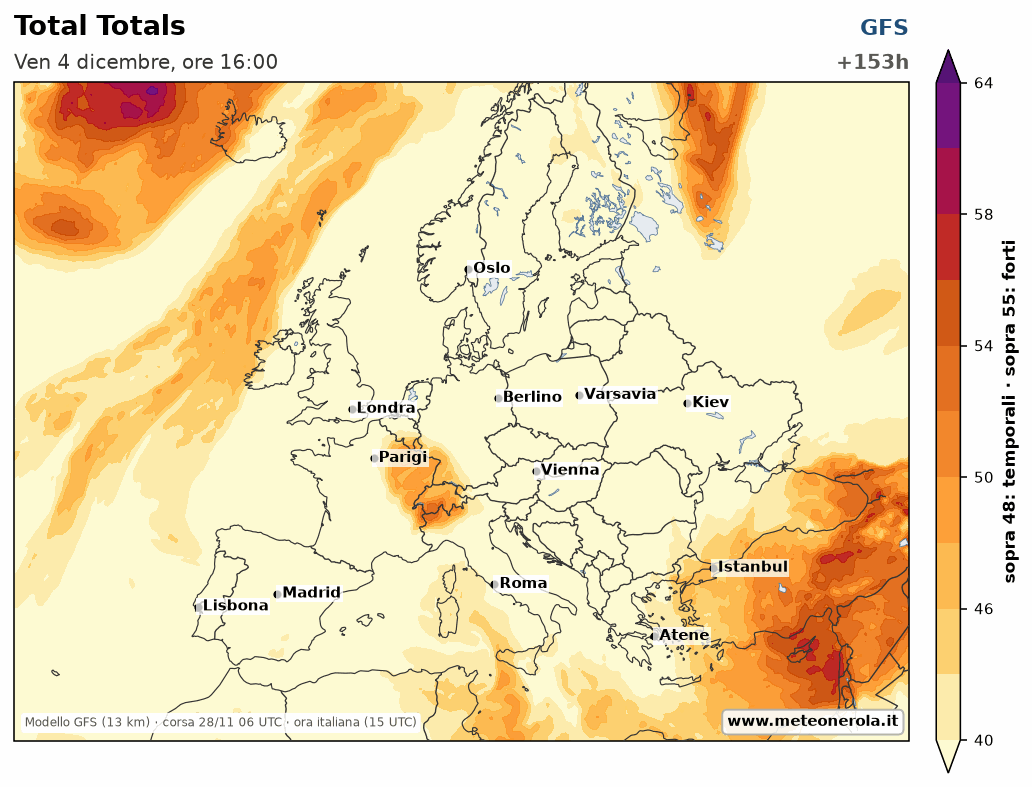 Total Totals
GFS
Ven 4 dicembre, ore 16:00
+153h
64
58
54
50
46
40
sopra 48: temporali · sopra 55: forti
Oslo
Berlino
Varsavia
Kiev
Londra
Parigi
Vienna
Istanbul
Roma
Madrid
Lisbona
Atene
Modello GFS (13 km) · corsa 28/11 06 UTC · ora italiana (15 UTC)
www.meteonerola.it